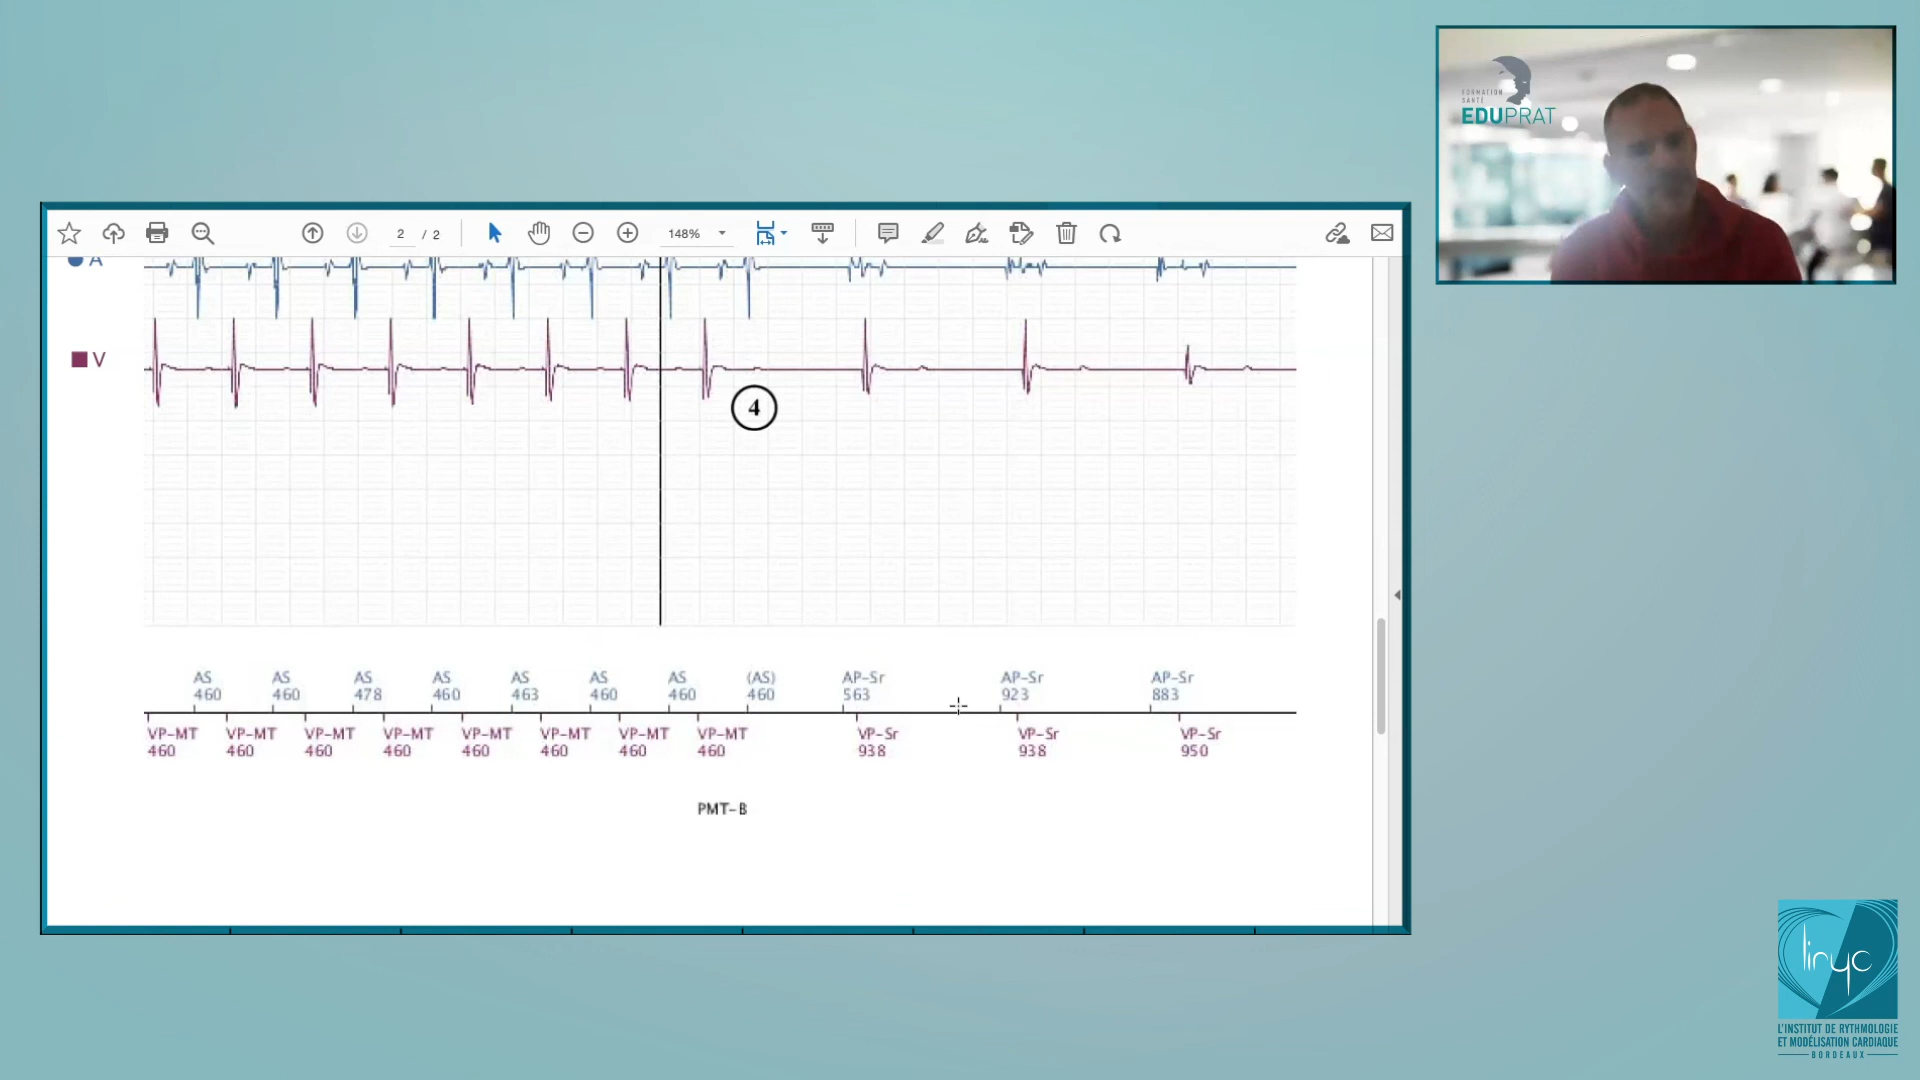 FORMATION
SANTÉ
EDUPRAT
2 / 2
148%
A
V
4
AS AS AS AS AS AS AS (AS) AP-Sr AP-Sr AP-Sr
460 460 478 460 463 460 460 460 563 923 883
VP-MT VP-MT VP-MT VP-MT VP-MT VP-MT VP-MT VP-MT VP-Sr VP-Sr VP-Sr
460 460 460 460 460 460 460 460 938 938 950
PMT-B
liryc
L'INSTITUT DE RYTHMOLOGIE
ET MODÉLISATION CARDIAQUE
BORDEAUX